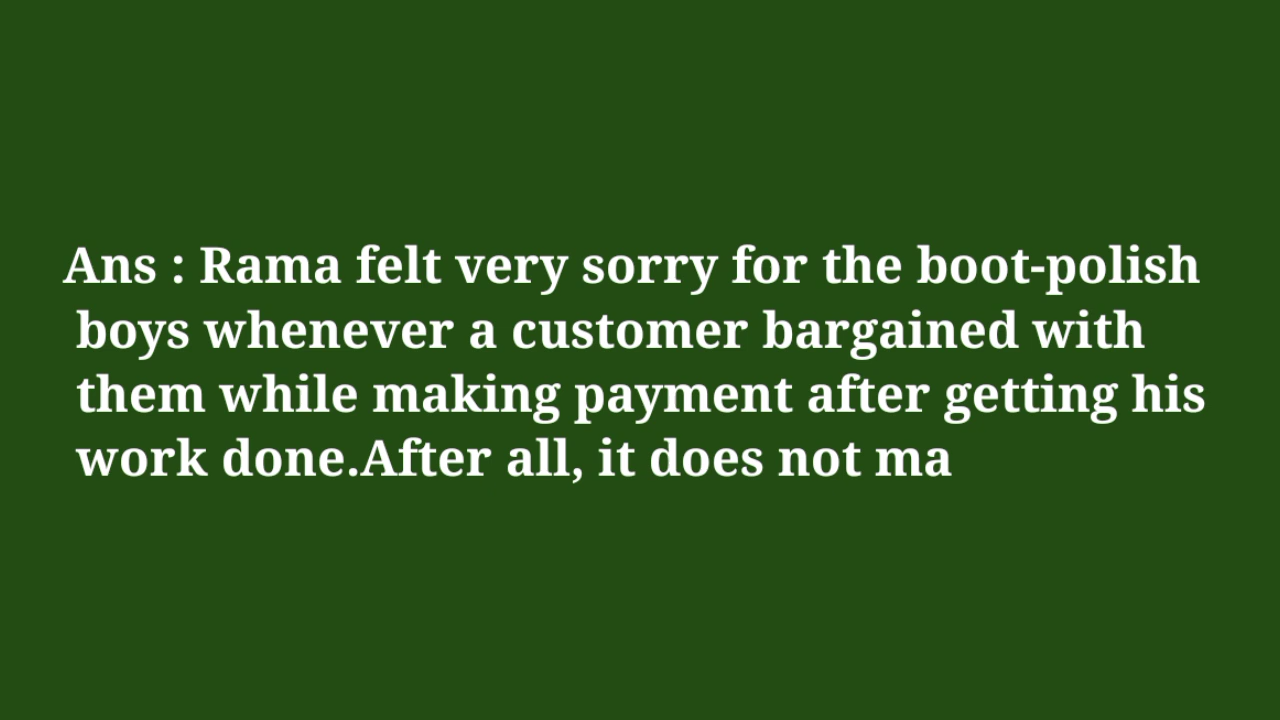 Ans : Rama felt very sorry for the boot-polish
boys whenever a customer bargained with
them while making payment after getting his
work done.After all, it does not ma